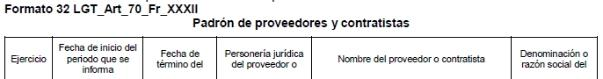 Formato 32 LGT_Art_70_Fr_XXXII
Padrón de proveedores y contratistas
Ejercicio
Fecha de inicio del
periodo que se
informa
Fecha de
término del
Personería jurídica
del proveedor o
Nombre del proveedor o contratista
Denominación o
razón social del